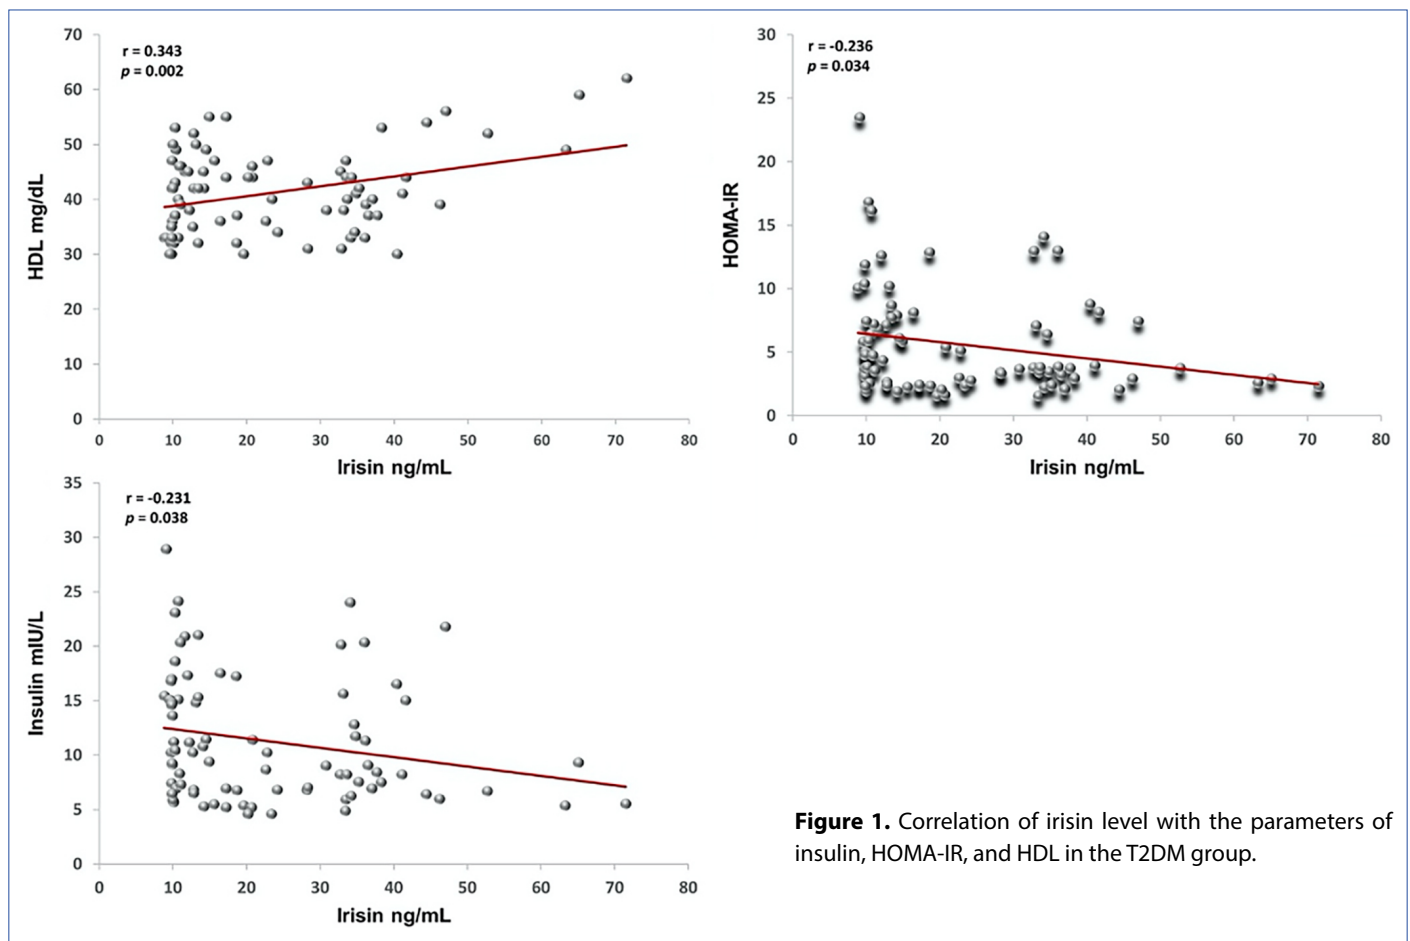 70
60
50
40
30
20
10
0
HDL mg/dL
r = 0.343
p = 0.002
0 10 20 30 40 50 60 70 80
Irisin ng/mL
30
25
20
15
10
5
0
HOMA-IR
r = -0.236
p = 0.034
0 10 20 30 40 50 60 70 80
Irisin ng/mL
35
30
25
20
15
10
5
0
Insulin mIU/L
r = -0.231
p = 0.038
0 10 20 30 40 50 60 70 80
Irisin ng/mL
Figure 1. Correlation of irisin level with the parameters of
insulin, HOMA-IR, and HDL in the T2DM group.